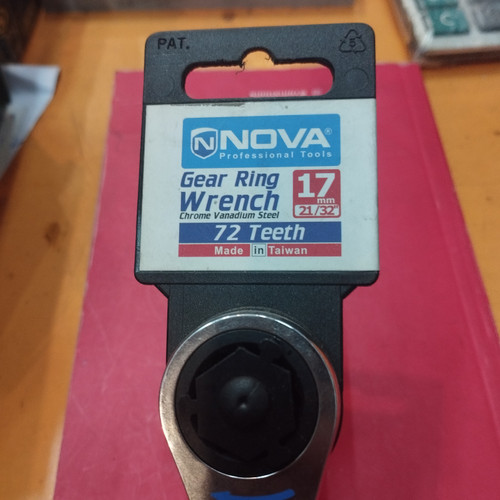 PAT.
5
N NOVA®
Professional Tools
Gear Ring
Wrench
Chrome Vanadium Steel
17
mm
21/32"
72 Teeth
Made in Taiwan